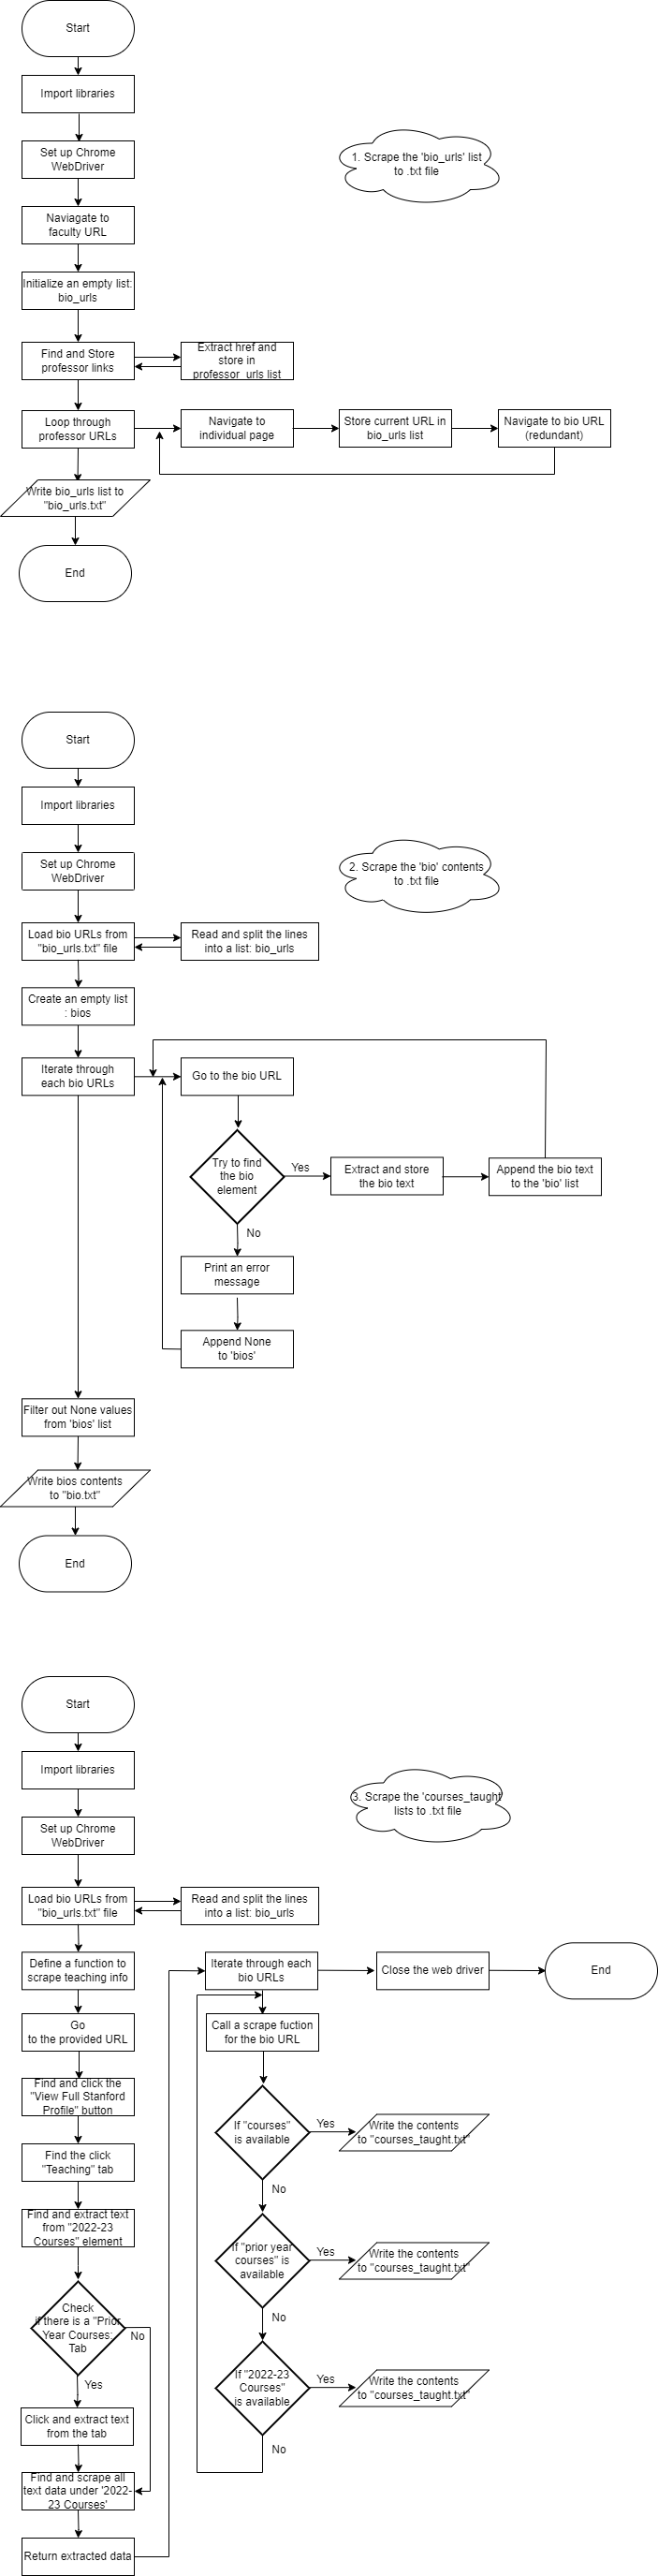 Start
Import libraries
Set up Chrome
WebDriver
1. Scrape the 'bio_urls' list
to .txt file
Naviagate to
faculty URL
Initialize an empty list:
bio_urls
Find and Store
professor links
Extract href and
store in
professor_urls list
Loop through
professor URLs
Navigate to
individual page
Store current URL in
bio_urls list
Navigate to bio URL
(redundant)
Write bio_urls list to
"bio_urls.txt"
End
Start
Import libraries
Set up Chrome
WebDriver
2. Scrape the 'bio' contents
to .txt file
Load bio URLs from
"bio_urls.txt" file
Read and split the lines
into a list: bio_urls
Create an empty list
: bios
Iterate through
each bio URLs
Go to the bio URL
Try to find
the bio
element
Yes
Extract and store
the bio text
Append the bio text
to the 'bio' list
No
Print an error
message
Append None
to 'bios'
Filter out None values
from 'bios' list
Write bios contents
to "bio.txt"
End
Start
Import libraries
3. Scrape the 'courses_taught
lists to .txt file
Set up Chrome
WebDriver
Load bio URLs from
"bio_urls.txt" file
Read and split the lines
into a list: bio_urls
Define a function to
scrape teaching info
Iterate through each
bio URLs
Close the web driver
End
Go
to the provided URL
Call a scrape fuction
for the bio URL
Find and click the
"View Full Stanford
Profile" button
If "courses"
is available
Yes
Write the contents
to "courses_taught.txt"
Find the click
"Teaching" tab
No
Find and extract text
from "2022-23
Courses" element
If "prior year
courses" is
available
Yes
Write the contents
to "courses_taught.txt"
Check
if there is a "Prior
Year Courses:
Tab
No
No
Yes
If "2022-23
Courses"
is available
Yes
Write the contents
to "courses_taught.txt"
Click and extract text
from the tab
No
Find and scrape all
text data under '2022-
23 Courses'
Return extracted data